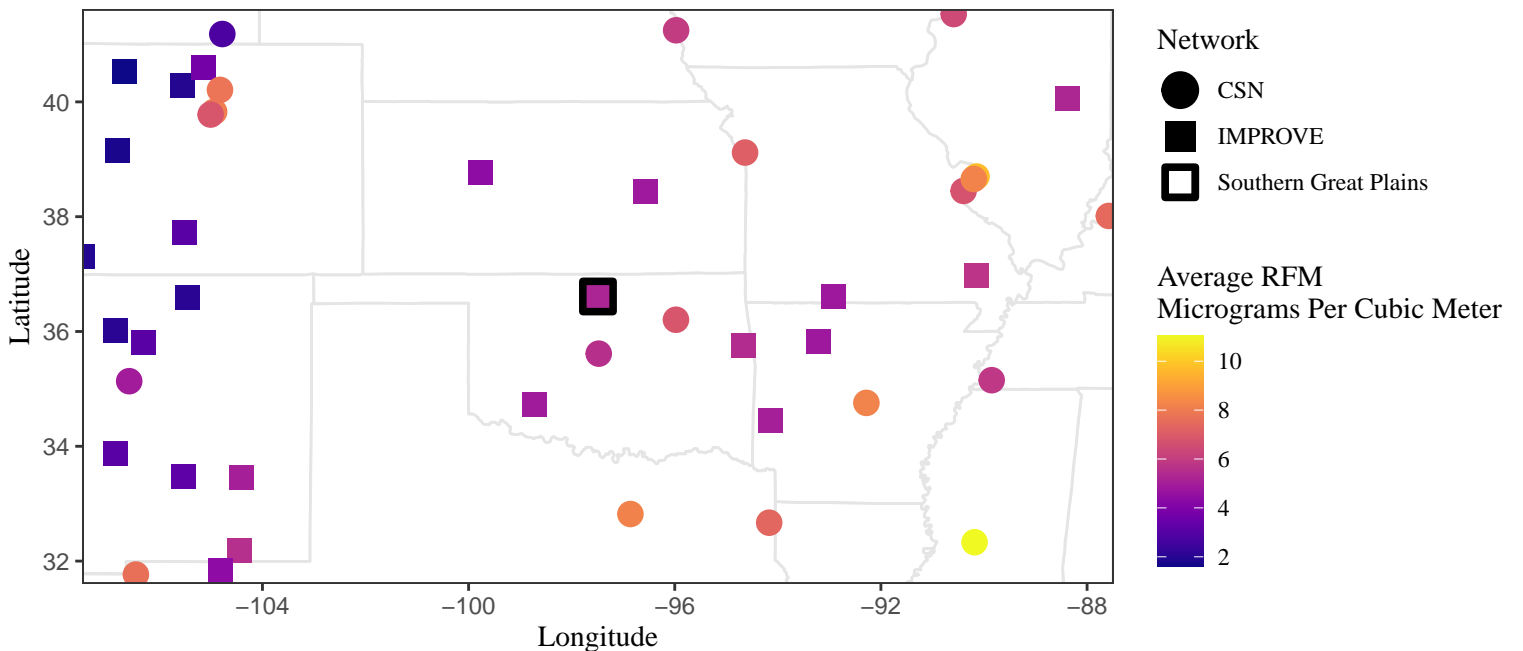 Network
CSN
IMPROVE
Southern Great Plains
Average RFM
Micrograms Per Cubic Meter
10
8
6
4
2
Latitude
40
38
36
34
32
−104
−100
−96
−92
−88
Longitude